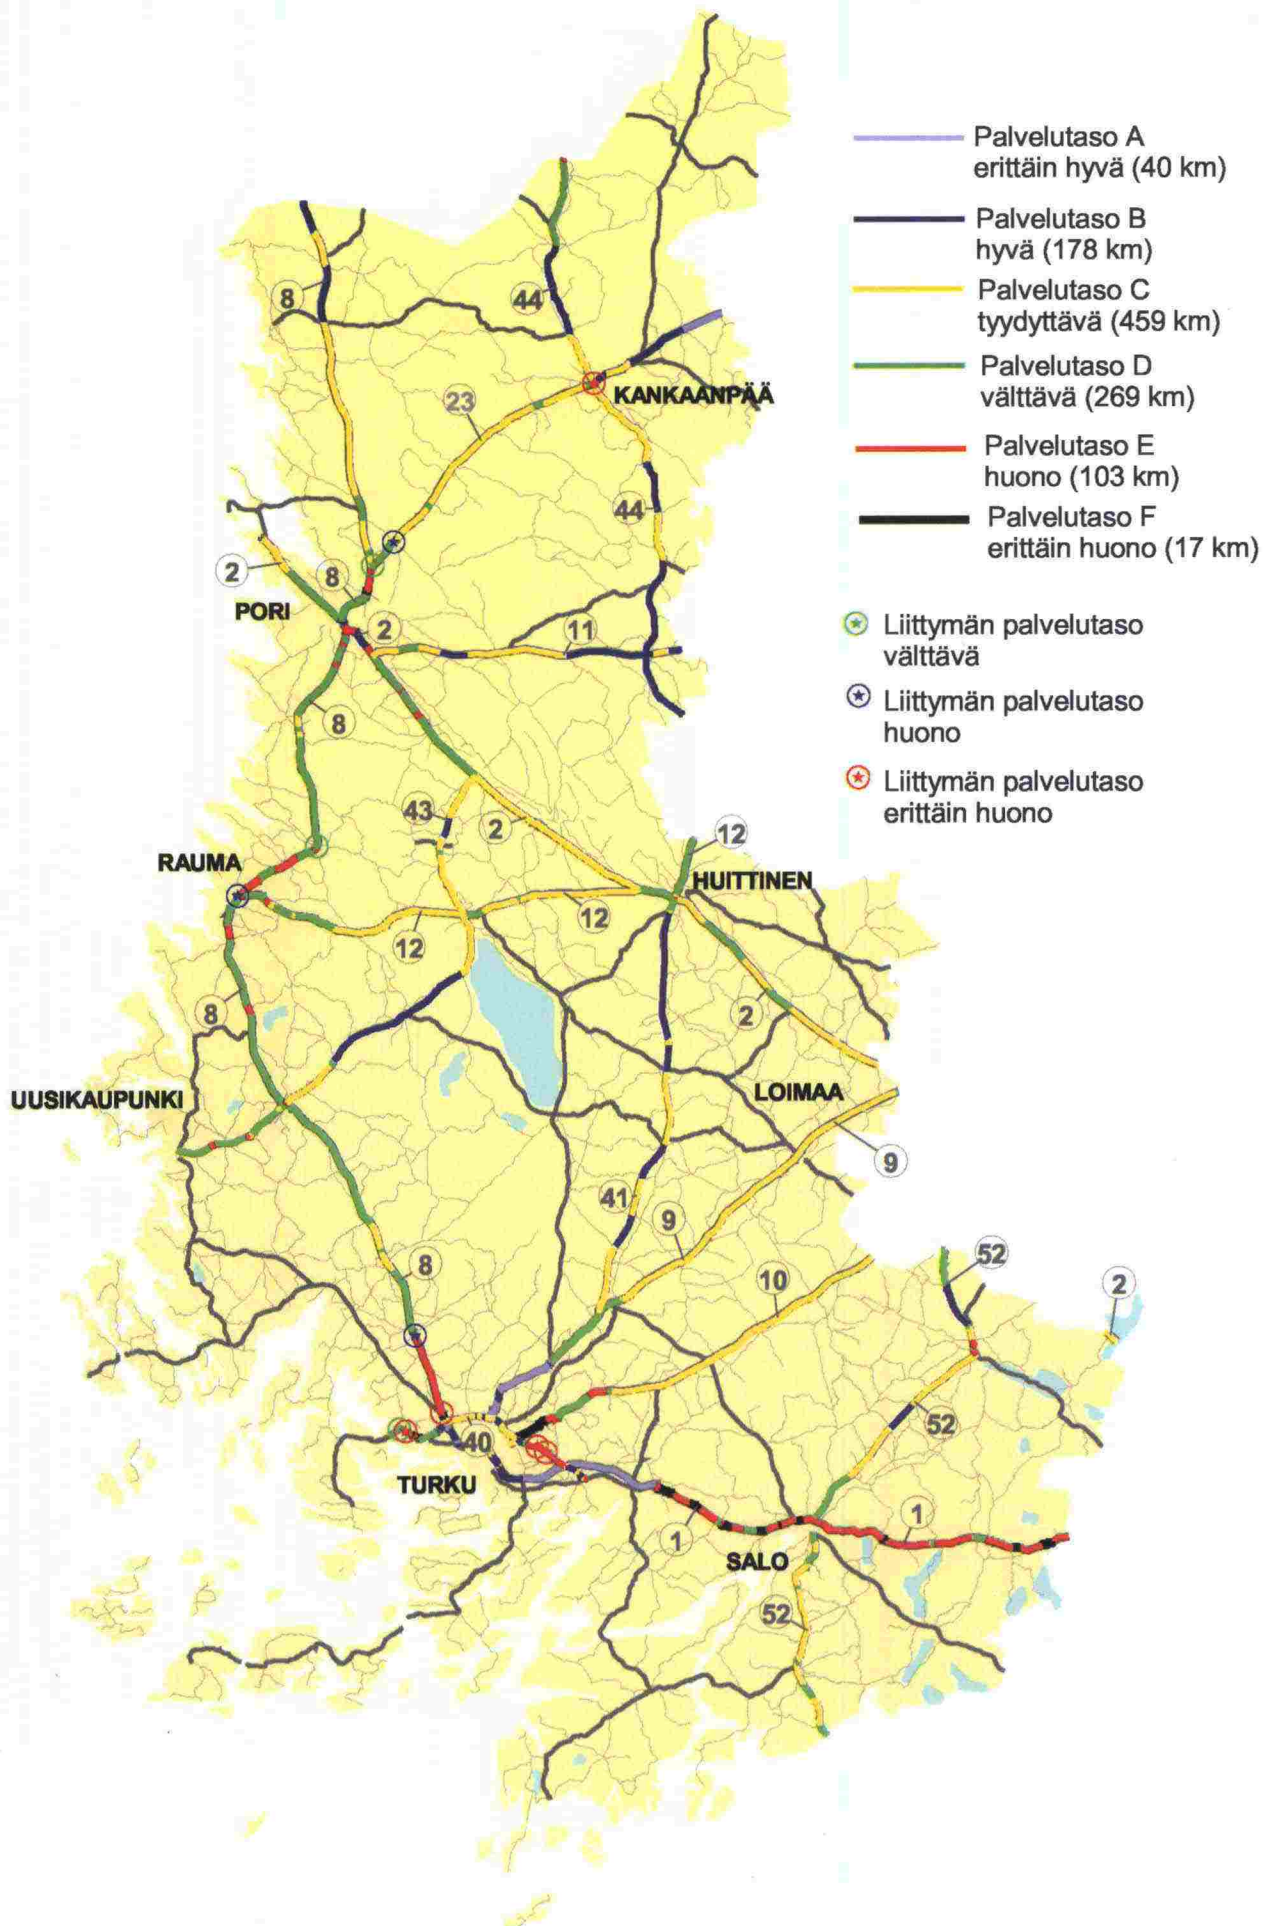 Palvelutaso A
erittäin hyvä (40 km)
Palvelutaso B
hyvä (178 km)
Palvelutaso C
tyydyttävä (459 km)
Palvelutaso D
välttävä (269 km)
Palvelutaso E
huono (103 km)
Palvelutaso F
erittäin huono (17 km)
Liittymän palvelutaso
välttävä
Liittymän palvelutaso
huono
Liittymän palvelutaso
erittäin huono
8
44
KANKAANPÄÄ
23
44
2
8
PORI
2
11
8
43
2
12
RAUMA
HUITTINEN
12
12
8
2
UUSIKAUPUNKI
LOIMAA
9
41
9
8
10
52
2
40
52
TURKU
1
1
SALO
52